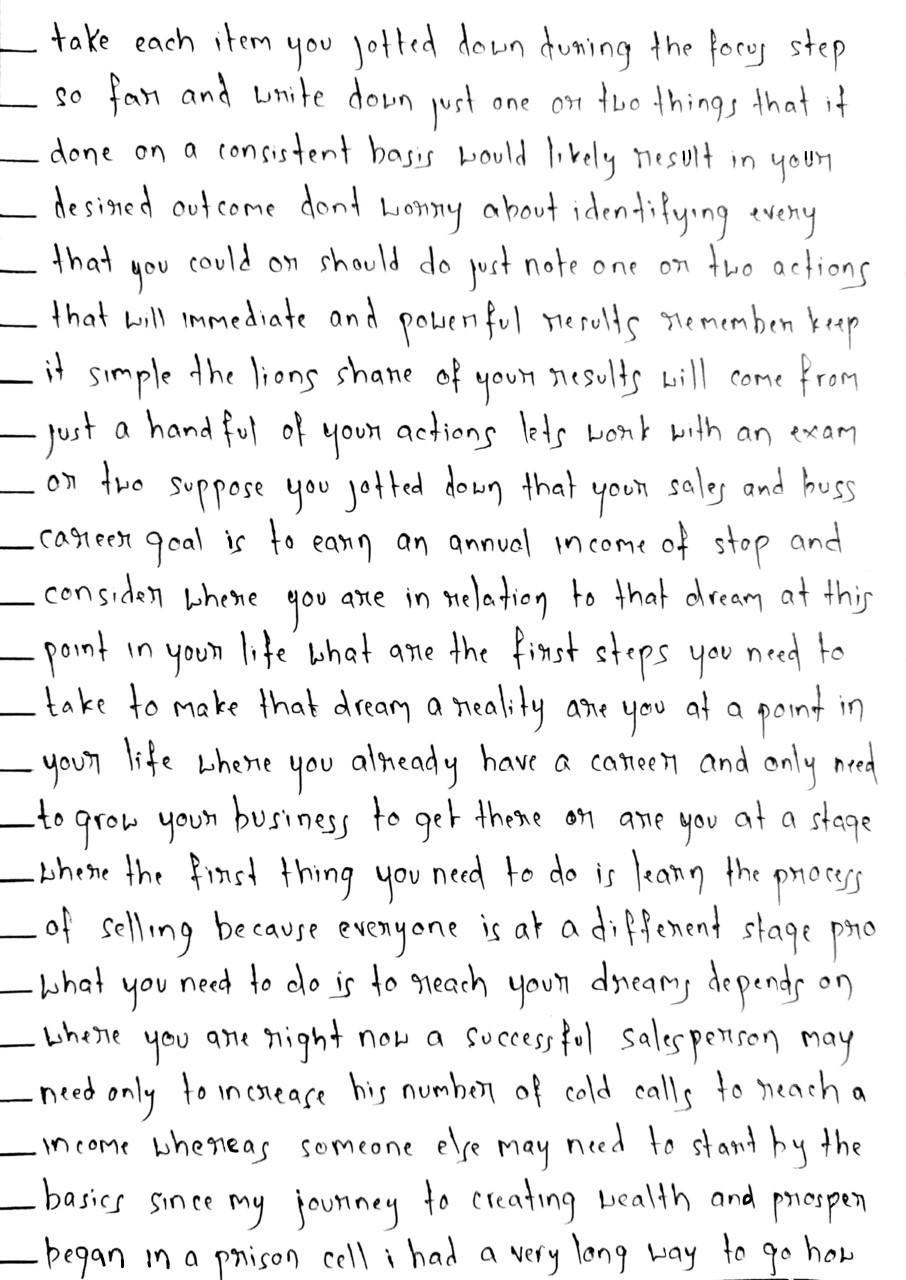 take each item you jotted down during the focus step
so far and write down just one or two things that if
done on a consistent basis would likely result in your
desired outcome dont worry about identifying every
that you could or should do just note one or two actions
that will immediate and powerful results remember keep
it simple the lions share of your results will come from
just a handful of your actions lets work with an exam
or two suppose you jotted down that your sales and buss
career goal is to earn an annual income of stop and
consider where you are in relation to that dream at this
point in your life what are the first steps you need to
take to make that dream a reality are you at a point in
your life where you already have a career and only need
to grow your business to get there or are you at a stage
where the first thing you need to do is learn the process
of selling because everyone is at a different stage pro
what you need to do is to reach your dreams depends on
where you are right now a successful salesperson may
need only to increase his number of cold calls to reach a
income whereas someone else may need to start by the
basics since my journey to creating wealth and prosper
began in a prison cell i had a very long way to go how